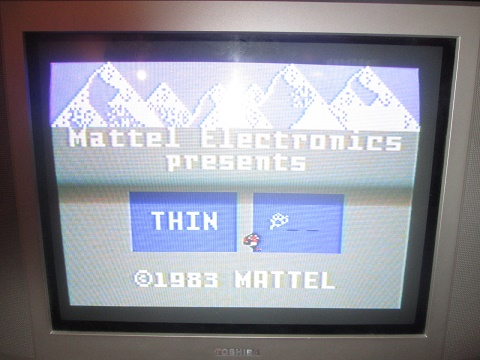 Mattel Electronics
presents
THIN
©1983 MATTEL
TOSHIBA